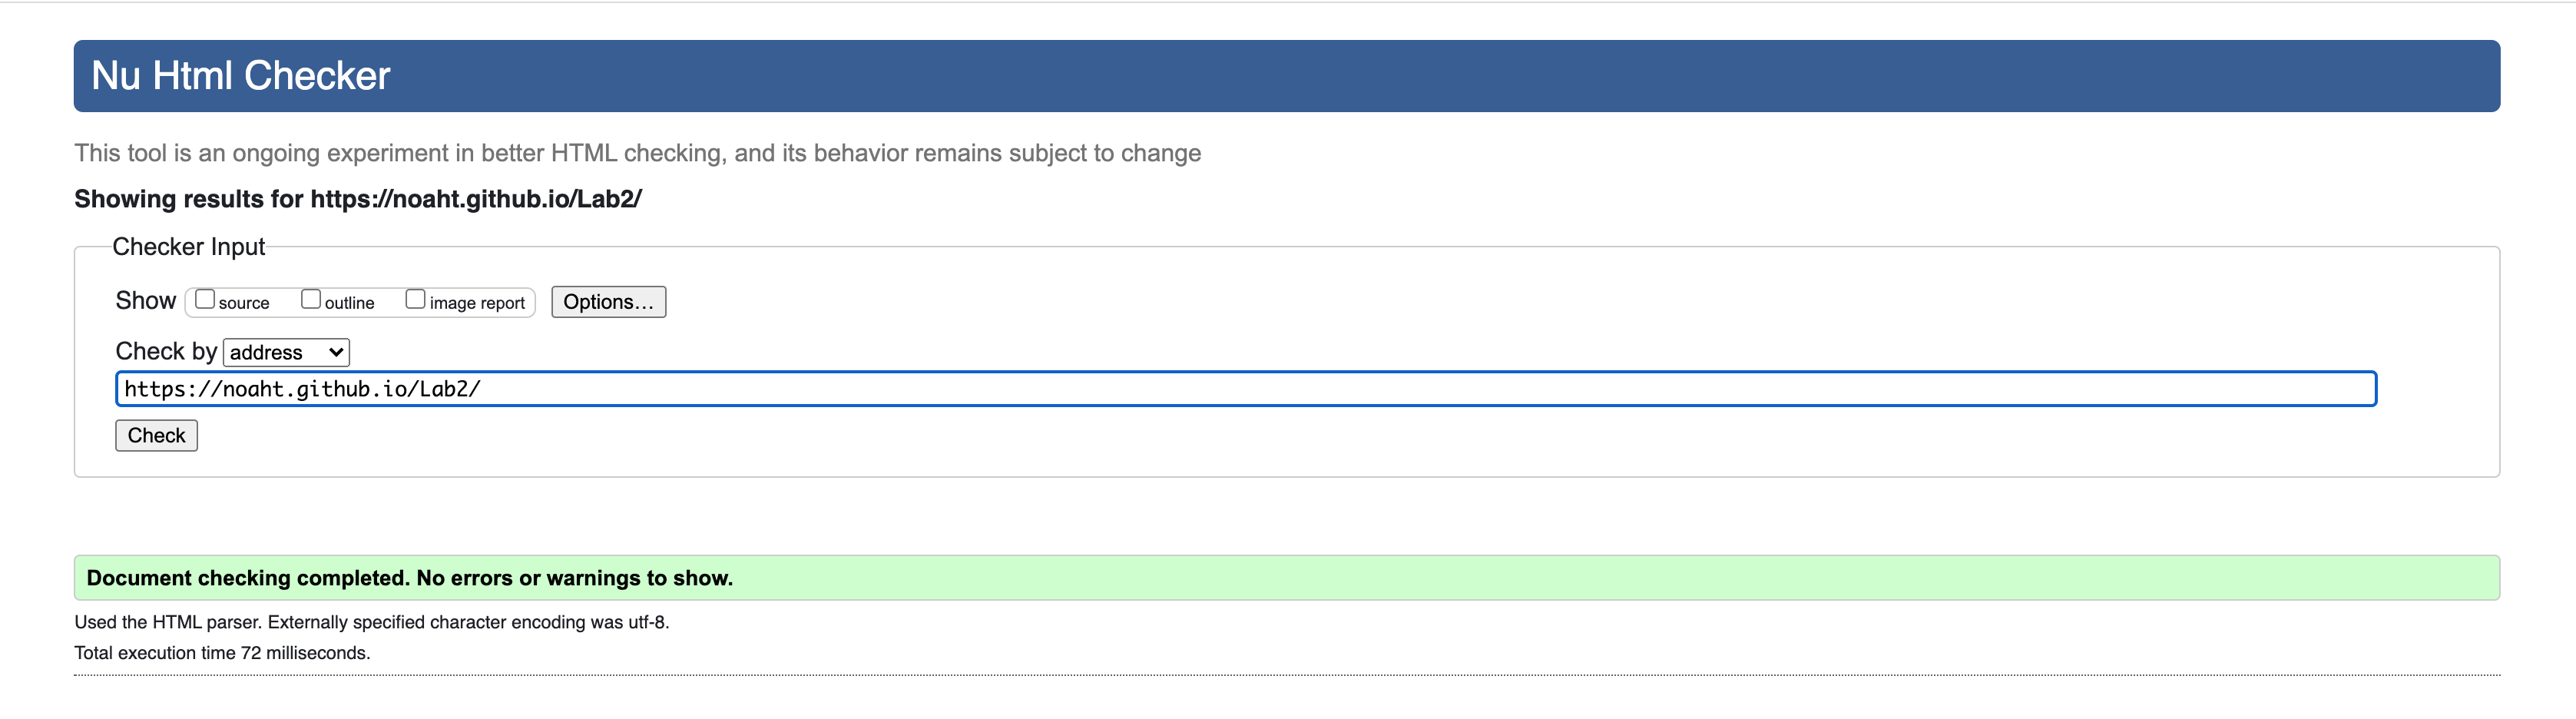 Nu Html Checker
This tool is an ongoing experiment in better HTML checking, and its behavior remains subject to change
Showing results for https://noaht.github.io/Lab2/
Checker Input
Show source outline image report Options...
Check by address
https://noaht.github.io/Lab2/
Check
Document checking completed. No errors or warnings to show.
Used the HTML parser. Externally specified character encoding was utf-8.
Total execution time 72 milliseconds.